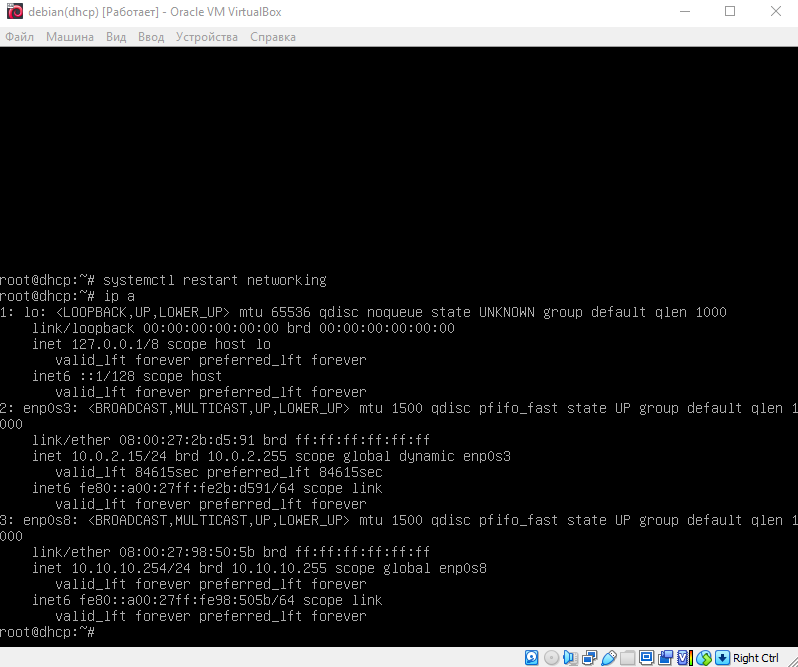 debian(dhcp) [Работает] - Oracle VM VirtualBox
Файл Машина Вид Ввод Устройства Справка
root@dhcp:~# systemctl restart networking
root@dhcp:~# ip a
1: lo: <LOOPBACK,UP,LOWER_UP> mtu 65536 qdisc noqueue state UNKNOWN group default qlen 1000
    link/loopback 00:00:00:00:00:00 brd 00:00:00:00:00:00
    inet 127.0.0.1/8 scope host lo
       valid_lft forever preferred_lft forever
    inet6 ::1/128 scope host
       valid_lft forever preferred_lft forever
2: enp0s3: <BROADCAST,MULTICAST,UP,LOWER_UP> mtu 1500 qdisc pfifo_fast state UP group default qlen 1
000
    link/ether 08:00:27:2b:d5:91 brd ff:ff:ff:ff:ff:ff
    inet 10.0.2.15/24 brd 10.0.2.255 scope global dynamic enp0s3
       valid_lft 84615sec preferred_lft 84615sec
    inet6 fe80::a00:27ff:fe2b:d591/64 scope link
       valid_lft forever preferred_lft forever
3: enp0s8: <BROADCAST,MULTICAST,UP,LOWER_UP> mtu 1500 qdisc pfifo_fast state UP group default qlen 1
000
    link/ether 08:00:27:98:50:5b brd ff:ff:ff:ff:ff:ff
    inet 10.10.10.254/24 brd 10.10.10.255 scope global enp0s8
       valid_lft forever preferred_lft forever
    inet6 fe80::a00:27ff:fe98:505b/64 scope link
       valid_lft forever preferred_lft forever
root@dhcp:~#
Right Ctrl